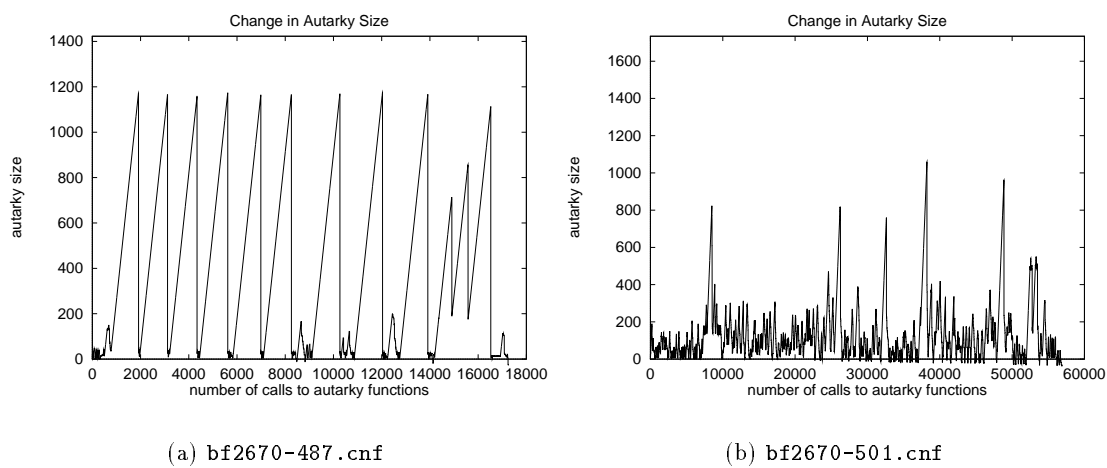 Change in Autarky Size
1400
1200
1000
800
600
400
200
0
autarky size
0 2000 4000 6000 8000 10000 12000 14000 16000 18000
number of calls to autarky functions
(a) bf2670-487.cnf
Change in Autarky Size
1600
1400
1200
1000
800
600
400
200
0
autarky size
0 10000 20000 30000 40000 50000 60000
number of calls to autarky functions
(b) bf2670-501.cnf